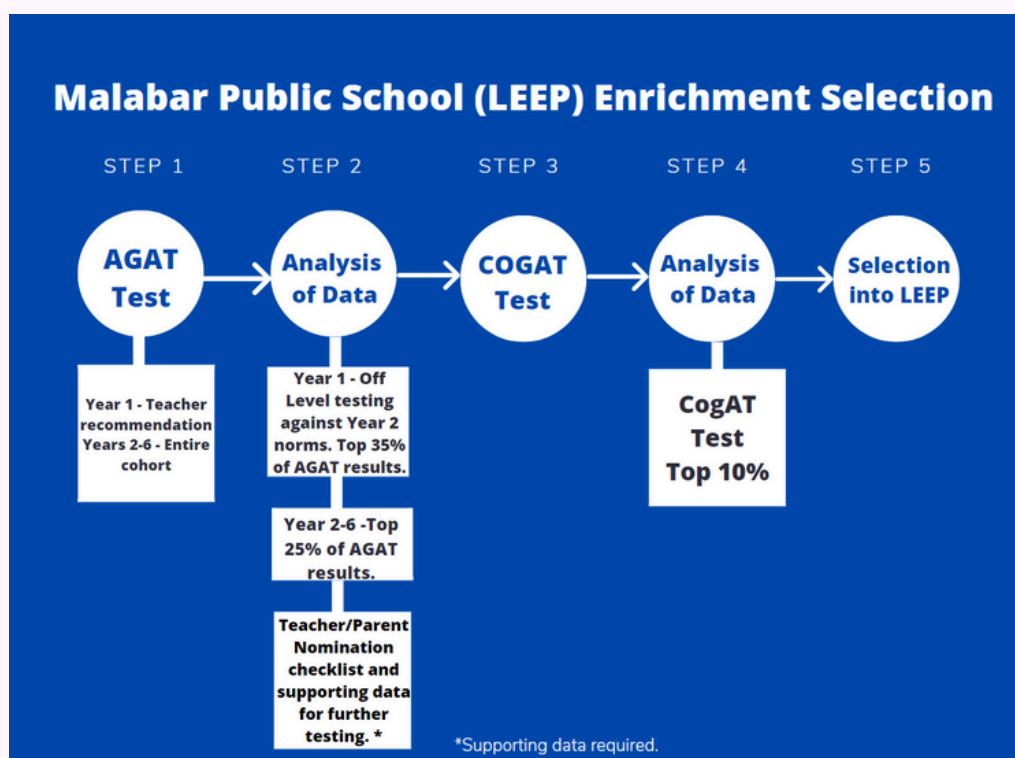 Malabar Public School (LEEP) Enrichment Selection
STEP 1
STEP 2
STEP 3
STEP 4
STEP 5
AGAT
Test
Analysis
of Data
COGAT
Test
Analysis
of Data
Selection
into LEEP
Year 1 - Teacher
recommendation
Years 2-6 - Entire
cohort
Year 1 - Off
Level testing
against Year 2
norms. Top 35%
of AGAT results.
Year 2-6 -Top
25% of AGAT
results.
Teacher/Parent
Nomination
checklist and
supporting data
for further
testing. *
CogAT
Test
Top 10%
*Supporting data required.